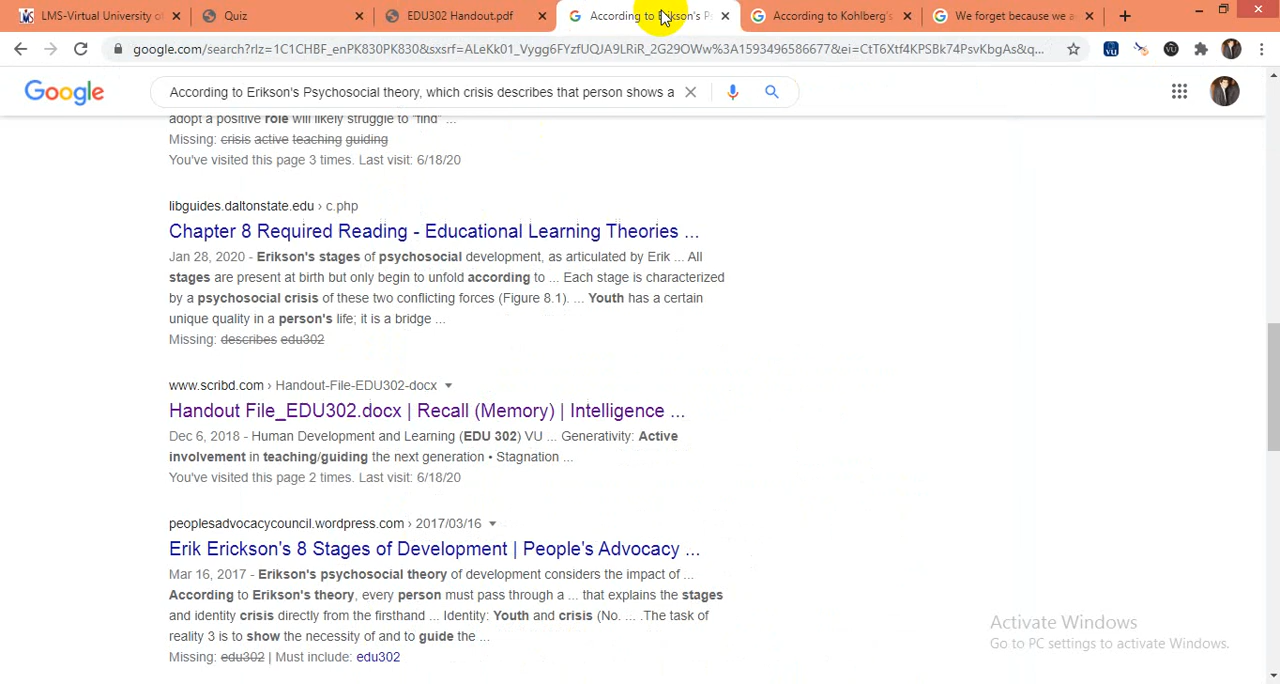 LMS-Virtual University of
Quiz
EDU302 Handout.pdf
According to Erikson's P
According to Kohlberg's
We forget because we a
google.com/search?rlz=1C1CHBF_enPK830PK830&sxsrf=ALeKk01_Vygg6FYzfUQJA9LRiR_2G29OWw%3A1593496586677&ei=CtT6Xtf4KPSBk74PsvKbgAs&q...
Google
According to Erikson's Psychosocial theory, which crisis describes that person shows a
adopt a positive role will likely struggle to "find" ...
Missing: crisis active teaching guiding
You've visited this page 3 times. Last visit: 6/18/20
libguides.daltonstate.edu › c.php
Chapter 8 Required Reading - Educational Learning Theories ...
Jan 28, 2020 - Erikson's stages of psychosocial development, as articulated by Erik ... All
stages are present at birth but only begin to unfold according to ... Each stage is characterized
by a psychosocial crisis of these two conflicting forces (Figure 8.1). ... Youth has a certain
unique quality in a person's life; it is a bridge ...
Missing: describes edu302
www.scribd.com › Handout-File-EDU302-docx
Handout File_EDU302.docx | Recall (Memory) | Intelligence ...
Dec 6, 2018 - Human Development and Learning (EDU 302) VU ... Generativity: Active
involvement in teaching/guiding the next generation • Stagnation ...
You've visited this page 2 times. Last visit: 6/18/20
peoplesadvocacycouncil.wordpress.com › 2017/03/16
Erik Erickson's 8 Stages of Development | People's Advocacy ...
Mar 16, 2017 - Erikson's psychosocial theory of development considers the impact of ...
According to Erikson's theory, every person must pass through a ... that explains the stages
and identity crisis directly from the firsthand ... Identity: Youth and crisis (No. ... .The task of
reality 3 is to show the necessity of and to guide the ...
Missing: edu302 | Must include: edu302
Activate Windows
Go to PC settings to activate Windows.